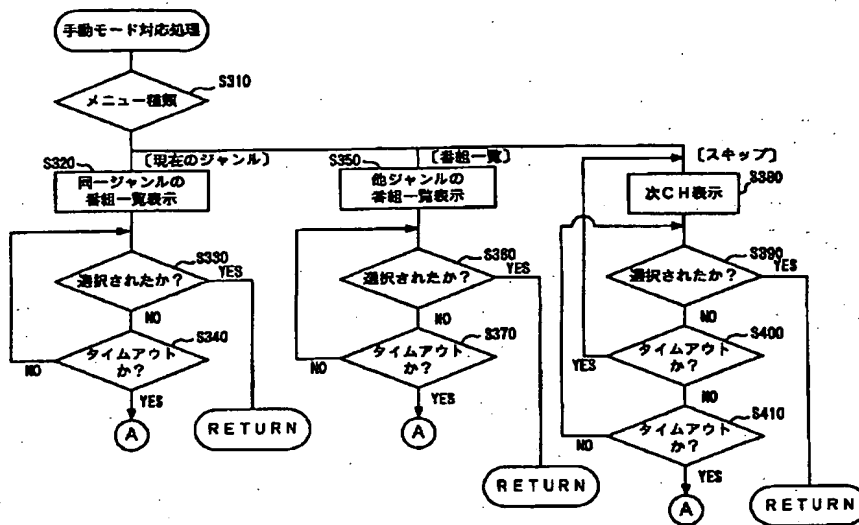 手動モード対応処理
S310
メニュー種類
S320
〔現在のジャンル〕
同一ジャンルの
番組一覧表示
S330
選択されたか?
YES
NO
S340
タイムアウト
か?
NO
YES
A
RETURN
S350
〔番組一覧〕
他ジャンルの
番組一覧表示
S360
選択されたか?
YES
NO
S370
タイムアウト
か?
NO
YES
A
RETURN
〔スキップ〕
S380
次CH表示
S390
選択されたか?
YES
NO
S400
タイムアウト
か?
YES
NO
S410
タイムアウト
か?
NO
YES
A
RETURN